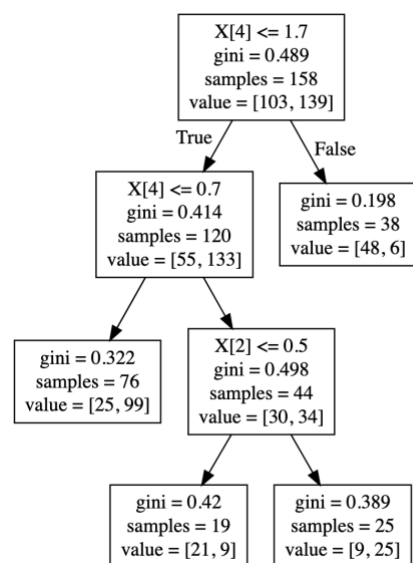 X[4] <= 1.7
gini = 0.489
samples = 158
value = [103, 139]
True
False
X[4] <= 0.7
gini = 0.414
samples = 120
value = [55, 133]
gini = 0.198
samples = 38
value = [48, 6]
gini = 0.322
samples = 76
value = [25, 99]
X[2] <= 0.5
gini = 0.498
samples = 44
value = [30, 34]
gini = 0.42
samples = 19
value = [21, 9]
gini = 0.389
samples = 25
value = [9, 25]